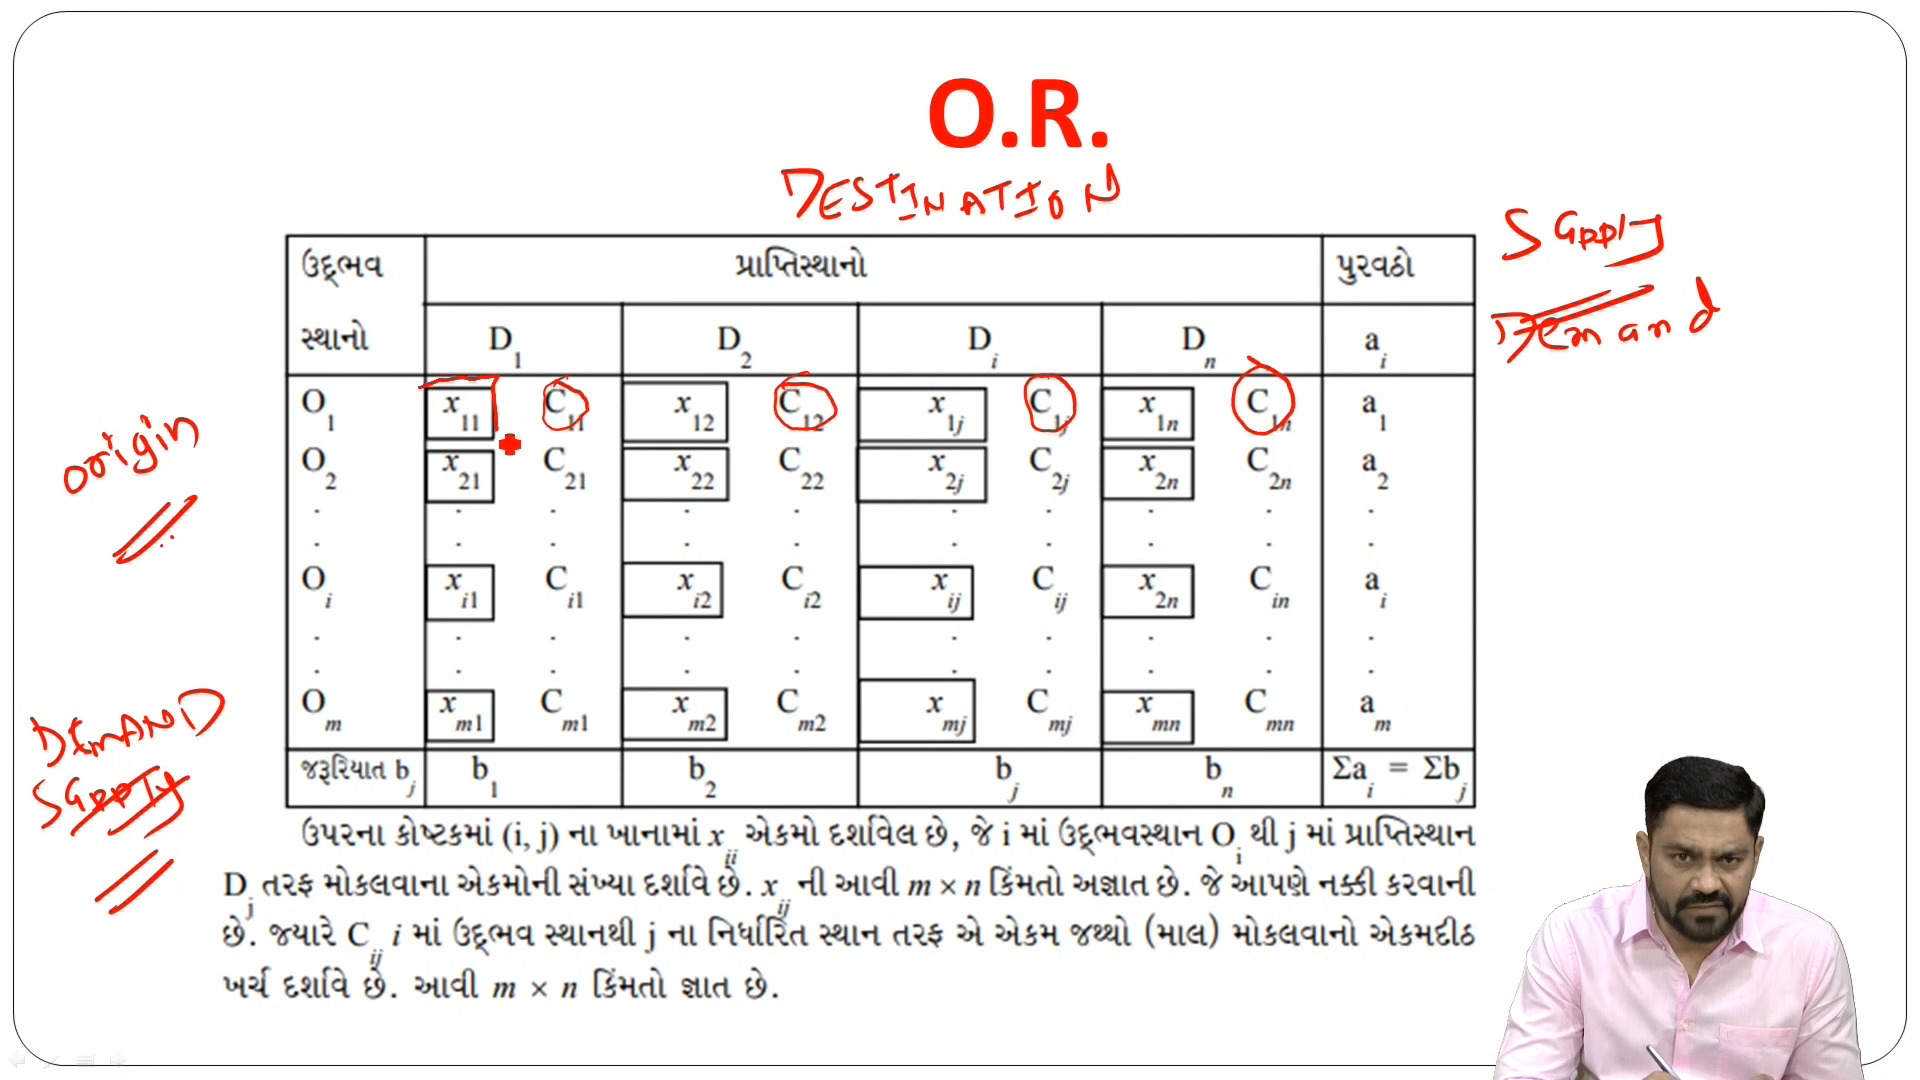 O.R.
DESTINATION
ઉદ્દભવ પ્રાપ્તિસ્થાનો પુરવઠો
Supply
સ્થાનો D1 D2 Di Dn ai
Demand
O1 x11 C11 x12 C12 x1j C1j x1n C1n a1
origin
O2 x21 C21 x22 C22 x2j C2j x2n C2n a2
. . . . . . . . . .
. . . . . . . . . .
Oi xi1 Ci1 xi2 Ci2 xij Cij x2n Cin ai
. . . . . . . . . .
. . . . . . . . . .
Om xm1 Cm1 xm2 Cm2 xmj Cmj xmn Cmn am
DEMAND
જરૂરિયાત bj b1 b2 bj bn Σai = Σbj
Supply
ઉપરના કોષ્ટકમાં (i, j) ના ખાનામાં xij એકમો દર્શાવેલ છે, જે i માં ઉદ્દભવસ્થાન Oi થી j માં પ્રાપ્તિસ્થાન
Dj તરફ મોકલવાના એકમોની સંખ્યા દર્શાવે છે. xij ની આવી m × n કિંમતો અજ્ઞાત છે. જે આપણે નક્કી કરવાની
છે. જ્યારે Cij i માં ઉદ્દભવ સ્થાનથી j ના નિર્ધારિત સ્થાન તરફ એ એકમ જથ્થો (માલ) મોકલવાનો એકમદીઠ
ખર્ચ દર્શાવે છે. આવી m × n કિંમતો જ્ઞાત છે.